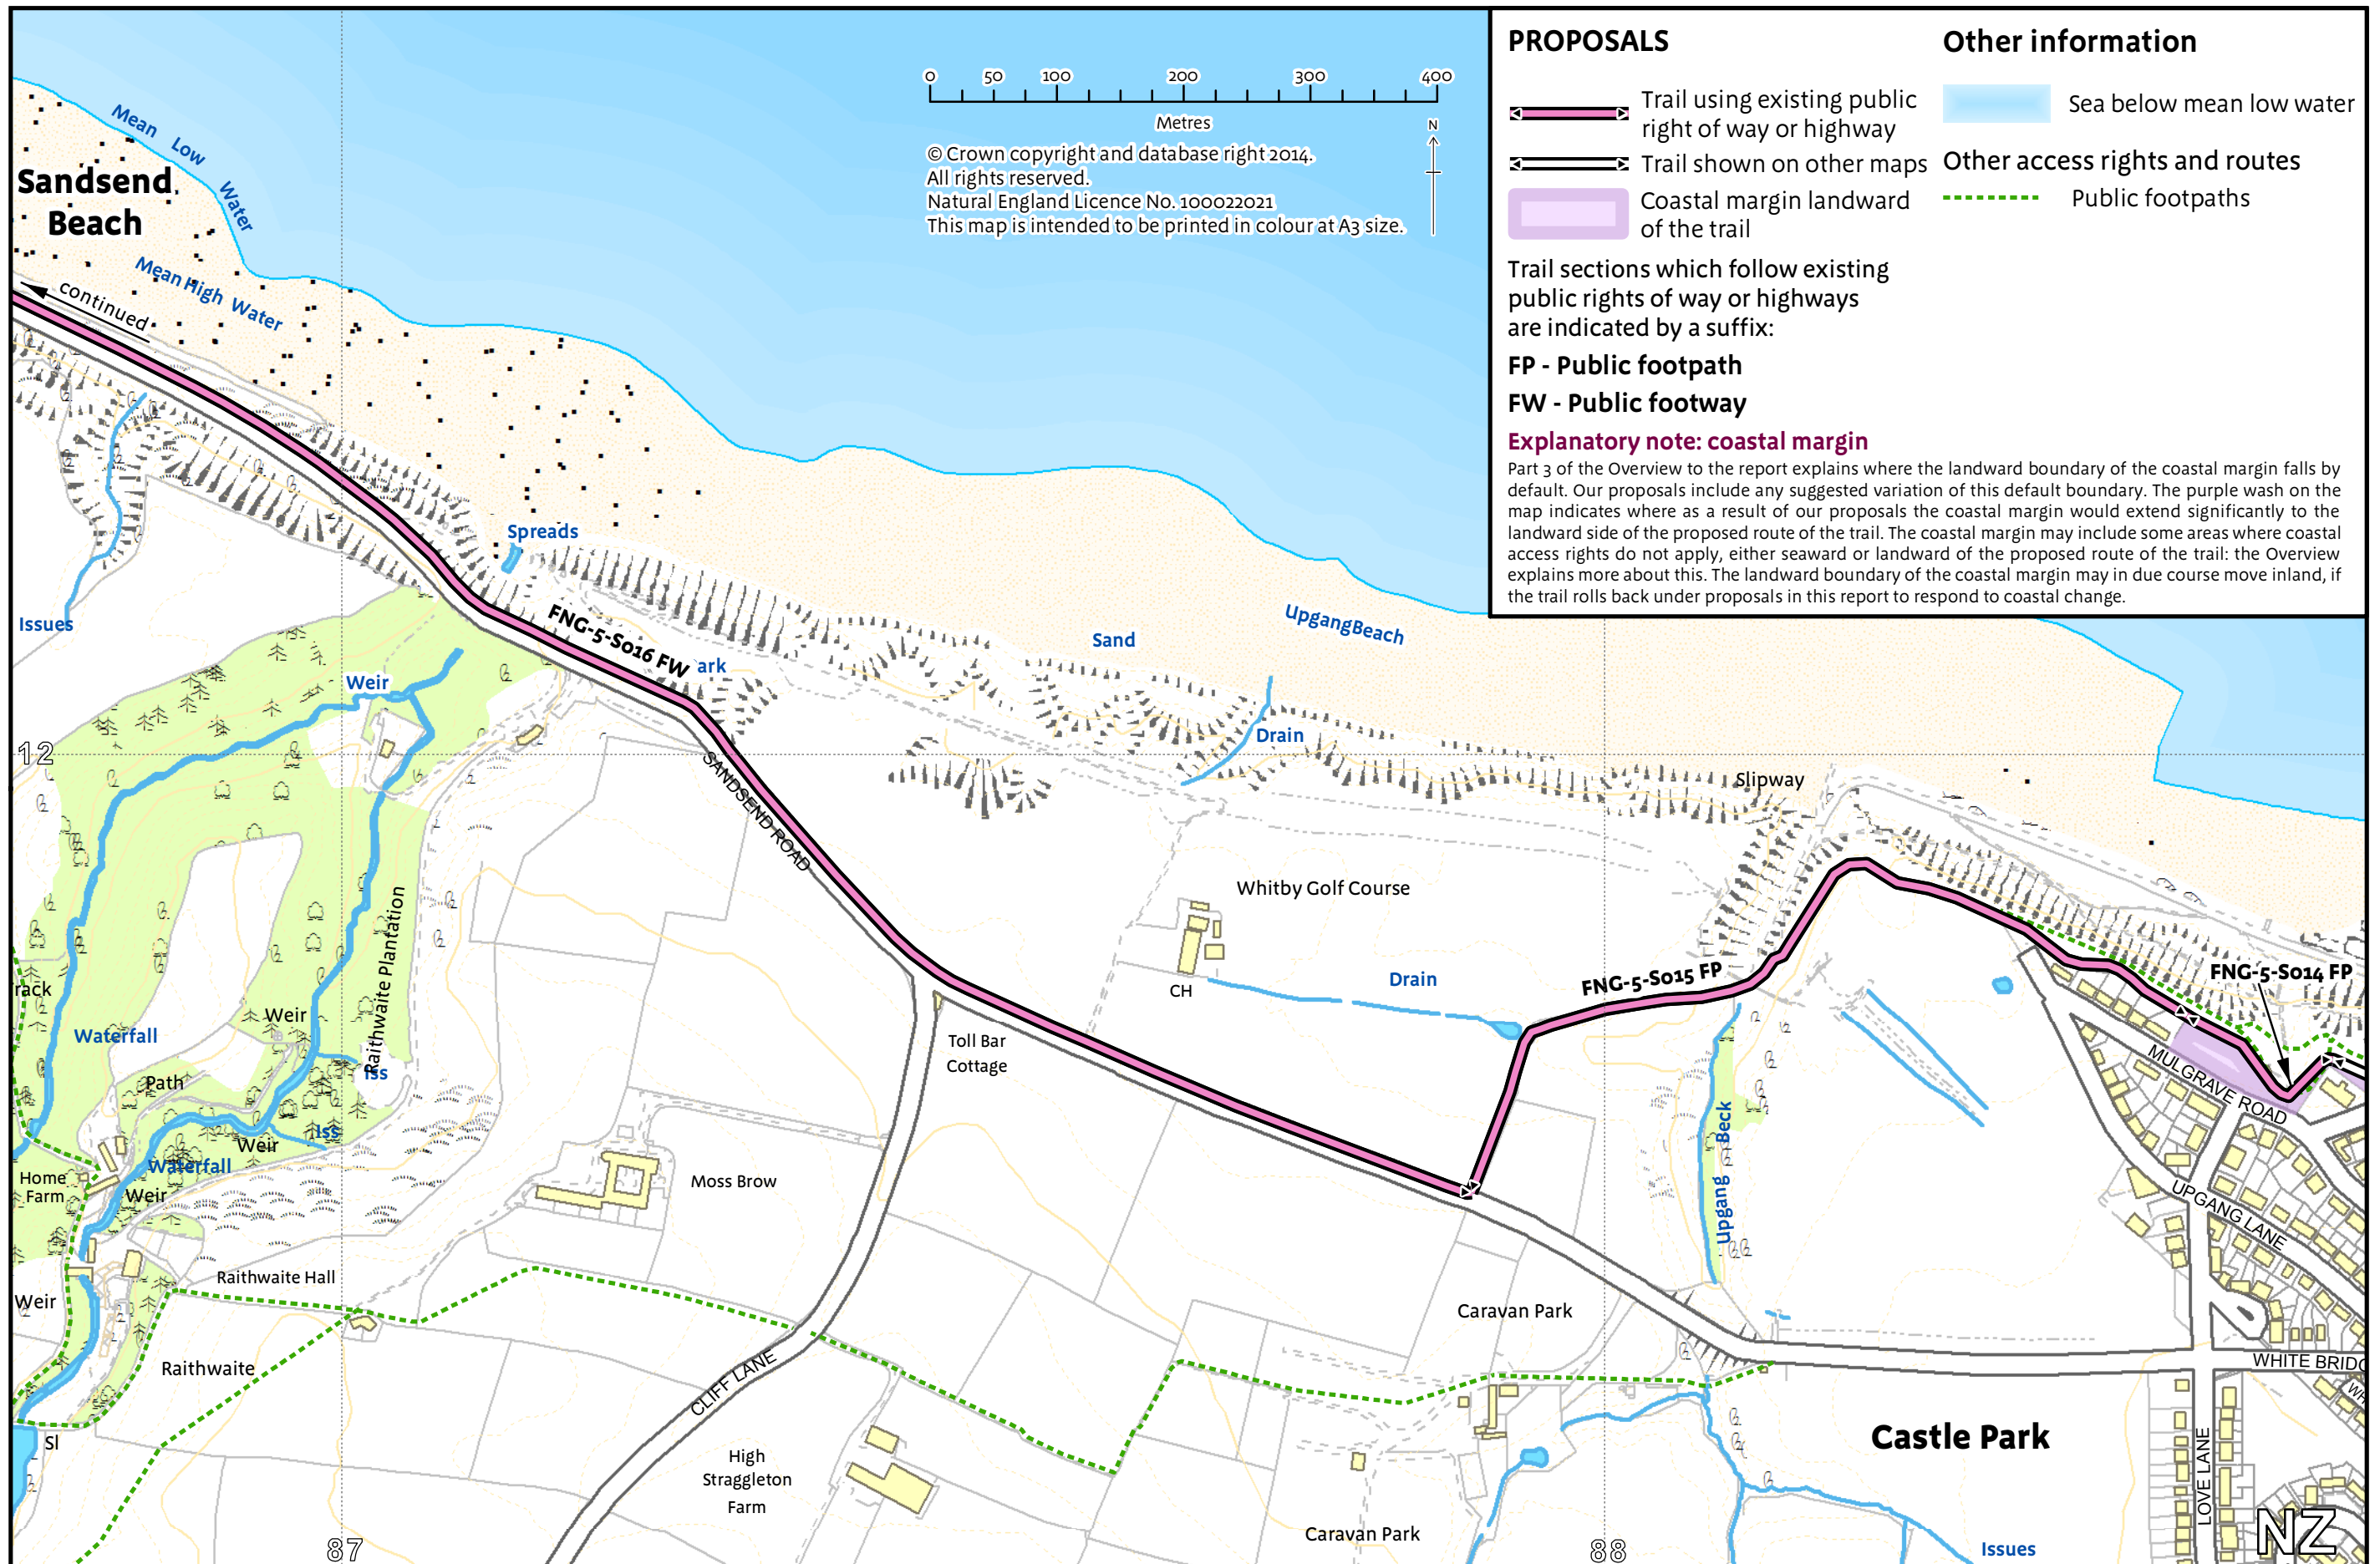 PROPOSALS
Trail using existing public
right of way or highway
Trail shown on other maps
Coastal margin landward
of the trail
Trail sections which follow existing
public rights of way or highways
are indicated by a suffix:
FP - Public footpath
FW - Public footway
Other information
Sea below mean low water
Other access rights and routes
Public footpaths
Explanatory note: coastal margin
Part 3 of the Overview to the report explains where the landward boundary of the coastal margin falls by
default. Our proposals include any suggested variation of this default boundary. The purple wash on the
map indicates where as a result of our proposals the coastal margin would extend significantly to the
landward side of the proposed route of the trail. The coastal margin may include some areas where coastal
access rights do not apply, either seaward or landward of the proposed route of the trail: the Overview
explains more about this. The landward boundary of the coastal margin may in due course move inland, if
the trail rolls back under proposals in this report to respond to coastal change.
0 50 100 200 300 400
Metres
N
© Crown copyright and database right 2014.
All rights reserved.
Natural England Licence No. 100022021
This map is intended to be printed in colour at A3 size.
Mean Low Water
Sandsend
Beach
Mean High Water
continued
Spreads
Issues
FNG-5-S016 FW
ark
Sand
UpgangBeach
Weir
12
SANDSEND ROAD
Drain
Slipway
Whitby Golf Course
Raithwaite Plantation
rack
CH
Drain
FNG-5-S015 FP
FNG-5-S014 FP
Waterfall
Weir
Toll Bar
Cottage
Iss
Path
MULGRAVE ROAD
Iss
Weir
Waterfall
Home
Farm
Weir
Moss Brow
Upgang Beck
UPGANG LANE
Raithwaite Hall
Weir
Caravan Park
Raithwaite
CLIFF LANE
WHITE BRIDG
WH
Castle Park
Sl
High
Straggleton
Farm
LOVE LANE
Caravan Park
87
88
Issues
NZ